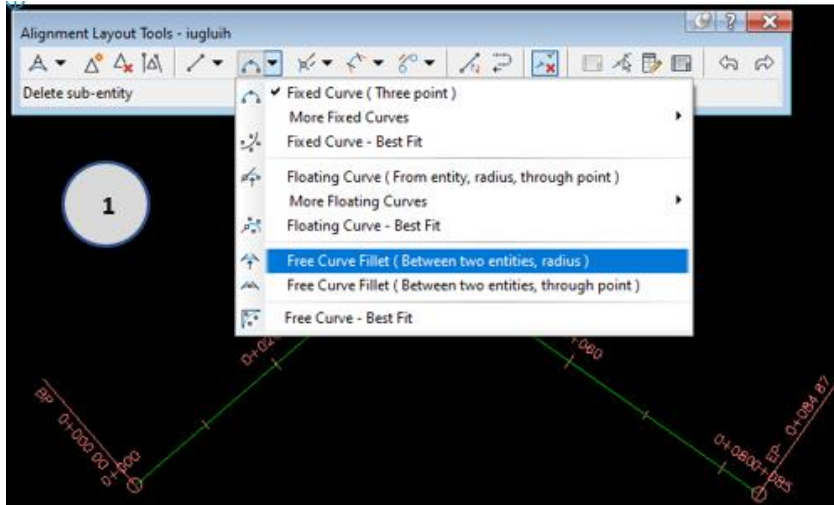 Alignment Layout Tools - iugluih
Delete sub-entity
Fixed Curve ( Three point )
More Fixed Curves
Fixed Curve - Best Fit
Floating Curve ( From entity, radius, through point )
More Floating Curves
Floating Curve - Best Fit
Free Curve Fillet ( Between two entities, radius )
Free Curve Fillet ( Between two entities, through point )
Free Curve - Best Fit
1
0+02
0+060
BP 0+000.00
0+000
0+080
0+085
EP 0+084.87